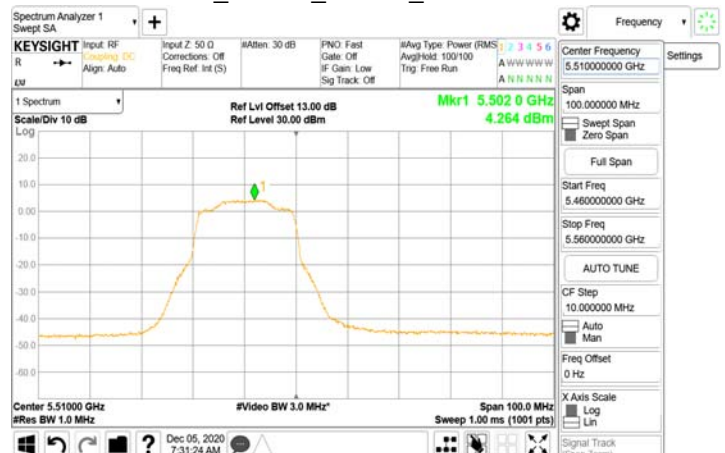 Spectrum Analyzer 1
Swept SA
Frequency
KEYSIGHT
R
Input: RF
Coupling: DC
Align: Auto
Input Z: 50 Ω
Corrections: Off
Freq Ref: Int (S)
#Atten: 30 dB
PNO: Fast
Gate: Off
IF Gain: Low
Sig Track: Off
#Avg Type: Power (RMS
Avg|Hold: 100/100
Trig: Free Run
1 2 3 4 5 6
A W W W W W
A N N N N N
Center Frequency
5.510000000 GHz
Settings
Span
100.000000 MHz
Swept Span
Zero Span
Full Span
Start Freq
5.460000000 GHz
Stop Freq
5.560000000 GHz
AUTO TUNE
CF Step
10.000000 MHz
Auto
Man
Freq Offset
0 Hz
X Axis Scale
Log
Lin
Signal Track
1 Spectrum
Scale/Div 10 dB
Log
Ref Lvl Offset 13.00 dB
Ref Level 30.00 dBm
Mkr1 5.502 0 GHz
4.264 dBm
1
20.0
10.0
0.00
-10.0
-20.0
-30.0
-40.0
-60.0
Center 5.51000 GHz
#Res BW 1.0 MHz
#Video BW 3.0 MHz*
Span 100.0 MHz
Sweep 1.00 ms (1001 pts)
?
Dec 05, 2020
7:31:24 AM